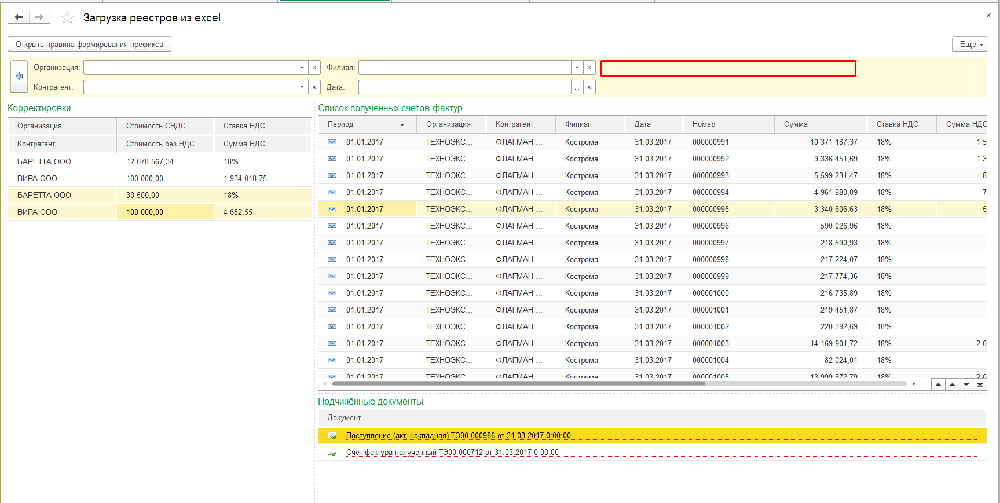 Загрузка реестров из excel
Открыть правила формирования префикса
Еще
Организация:
Филиал:
Контрагент:
Дата:
Корректировки
Организация Стоимость СНДС Ставка НДС
Контрагент Стоимость без НДС Сумма НДС
БАРЕТТА ООО 12 678 567,34 18%
ВИРА ООО 100 000,00 1 934 018,75
БАРЕТТА ООО 30 500,00 18%
ВИРА ООО 100 000,00 4 652,55
Список полученных счетов-фактур
Период Организация Контрагент Филиал Дата Номер Сумма Ставка НДС Сумма НДС
01.01.2017 ТЕХНОЭКС... ФЛАГМАН ... Кострома 31.03.2017 000000991 10 371 187,37 18% 1 5
01.01.2017 ТЕХНОЭКС... ФЛАГМАН ... Кострома 31.03.2017 000000992 9 336 451,69 18% 1 3
01.01.2017 ТЕХНОЭКС... ФЛАГМАН ... Кострома 31.03.2017 000000993 5 599 231,47 18% 8
01.01.2017 ТЕХНОЭКС... ФЛАГМАН ... Кострома 31.03.2017 000000994 4 961 980,09 18% 7
01.01.2017 ТЕХНОЭКС... ФЛАГМАН ... Кострома 31.03.2017 000000995 3 340 606,63 18% 5
01.01.2017 ТЕХНОЭКС... ФЛАГМАН ... Кострома 31.03.2017 000000996 590 026,96 18%
01.01.2017 ТЕХНОЭКС... ФЛАГМАН ... Кострома 31.03.2017 000000997 218 590,93 18%
01.01.2017 ТЕХНОЭКС... ФЛАГМАН ... Кострома 31.03.2017 000000998 217 224,07 18%
01.01.2017 ТЕХНОЭКС... ФЛАГМАН ... Кострома 31.03.2017 000000999 217 774,36 18%
01.01.2017 ТЕХНОЭКС... ФЛАГМАН ... Кострома 31.03.2017 000001000 216 735,89 18%
01.01.2017 ТЕХНОЭКС... ФЛАГМАН ... Кострома 31.03.2017 000001001 219 451,87 18%
01.01.2017 ТЕХНОЭКС... ФЛАГМАН ... Кострома 31.03.2017 000001002 220 392,69 18%
01.01.2017 ТЕХНОЭКС... ФЛАГМАН ... Кострома 31.03.2017 000001003 14 169 901,72 18% 2 0
01.01.2017 ТЕХНОЭКС... ФЛАГМАН ... Кострома 31.03.2017 000001004 82 024,01 18%
01.01.2017 ТЕХНОЭКС... ФЛАГМАН ... Кострома 31.03.2017 000001005 13 999 872,79 18% 2 0
Подчинённые документы
Документ
Поступление (акт, накладная) ТЭ00-000986 от 31.03.2017 0:00:00
Счет-фактура полученный ТЭ00-000712 от 31.03.2017 0:00:00